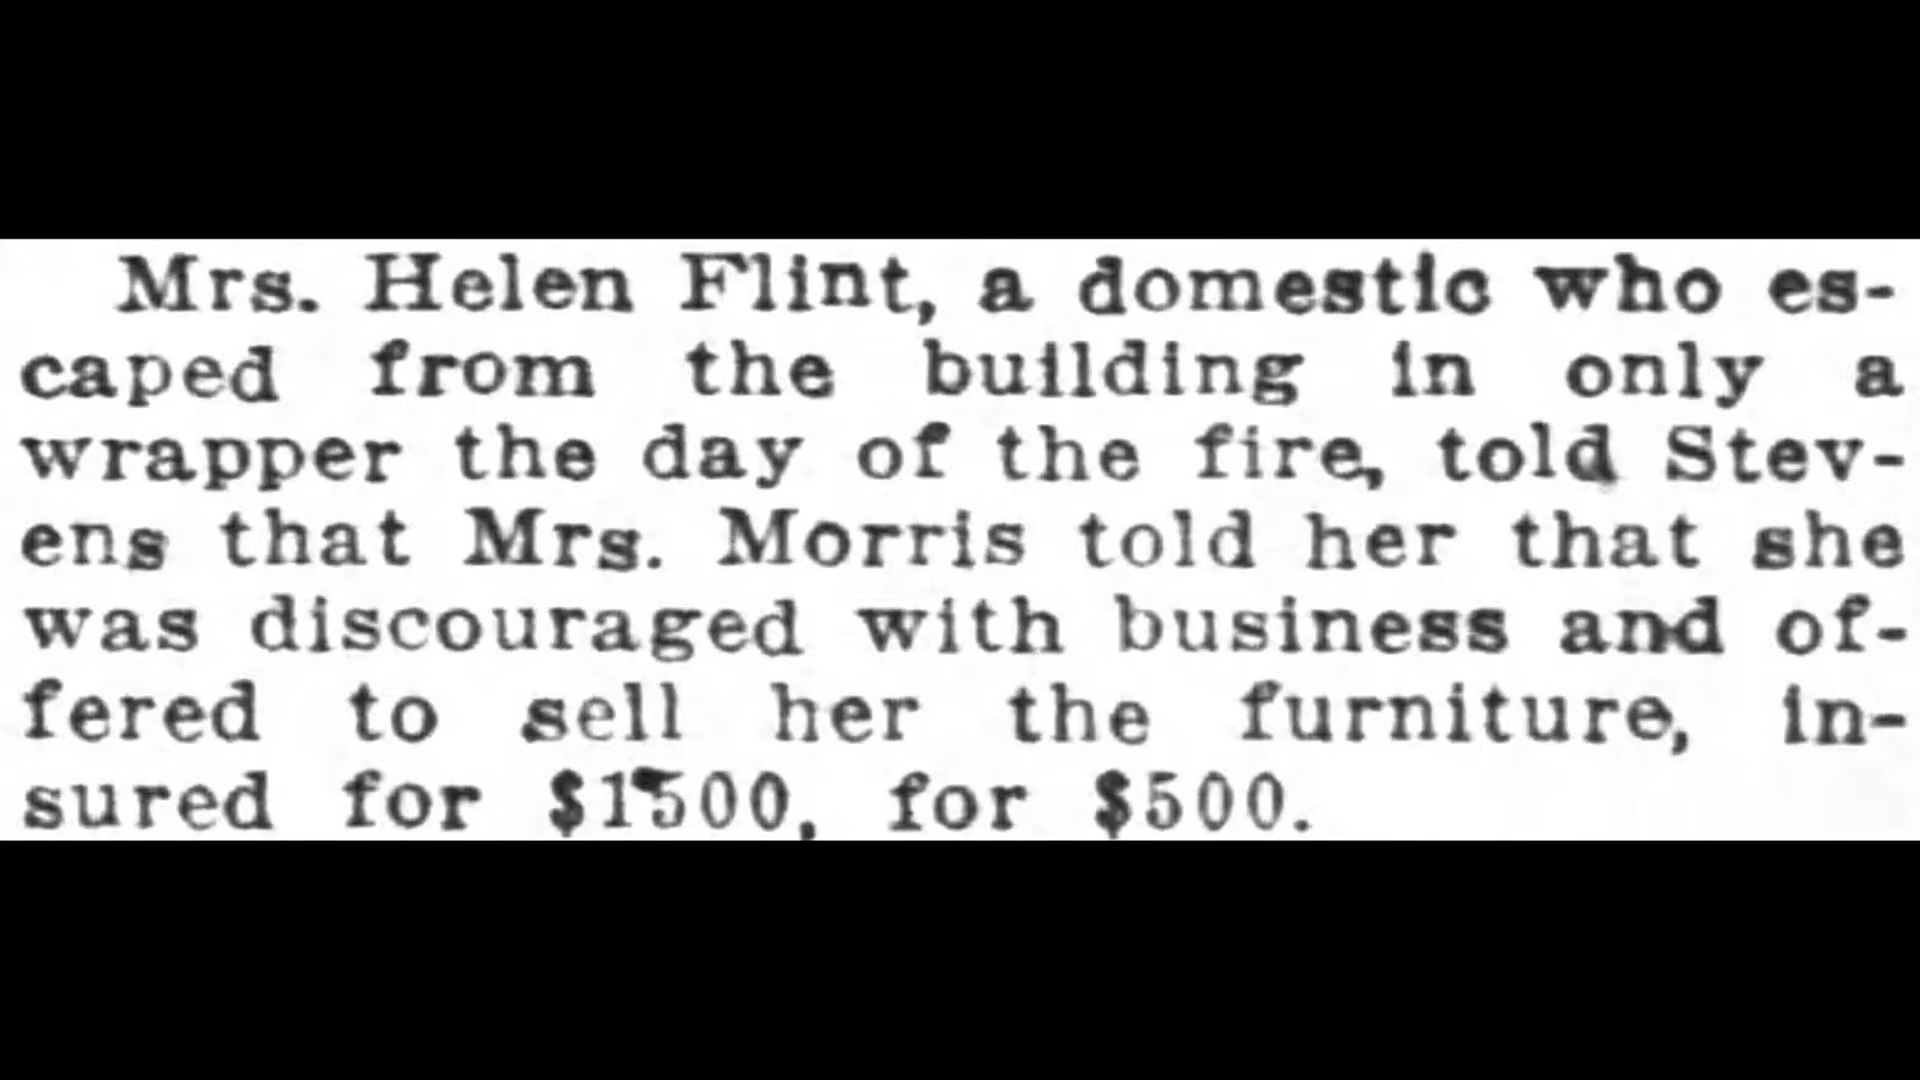 Mrs. Helen Flint, a domestic who es-
caped from the building in only a
wrapper the day of the fire, told Stev-
ens that Mrs. Morris told her that she
was discouraged with business and of-
fered to sell her the furniture, in-
sured for $1500, for $500.